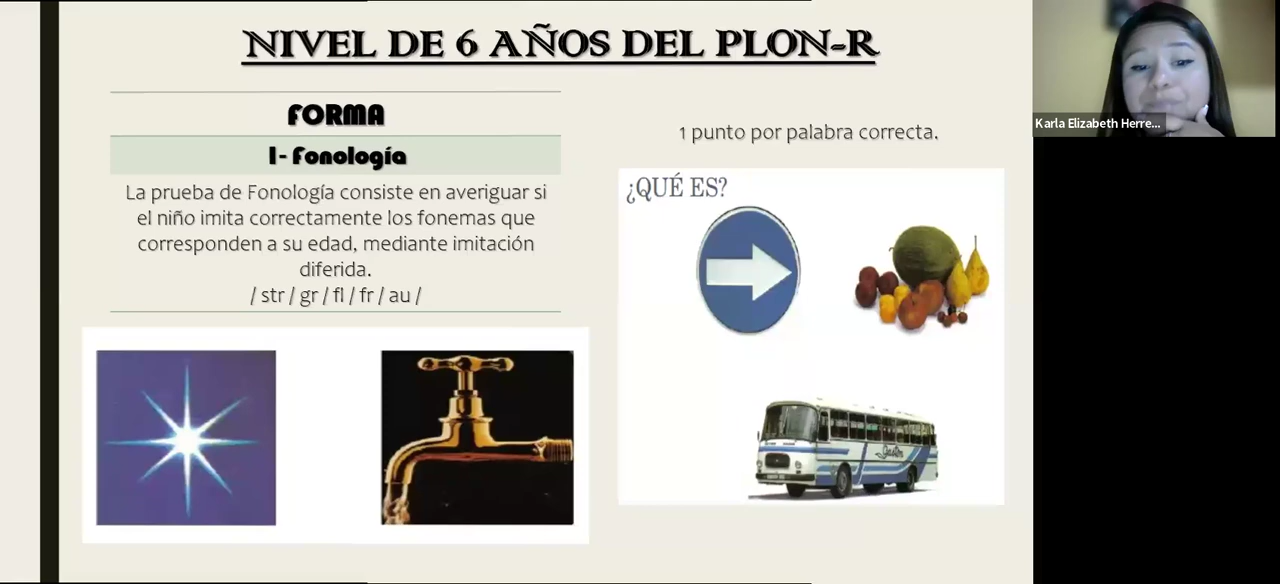 NIVEL DE 6 AÑOS DEL PLON-R
FORMA
1- Fonología
La prueba de Fonología consiste en averiguar si
el niño imita correctamente los fonemas que
corresponden a su edad, mediante imitación
diferida.
/ str / gr / fl / fr / au /
1 punto por palabra correcta.
¿QUÉ ES?
Karla Elizabeth Herre...